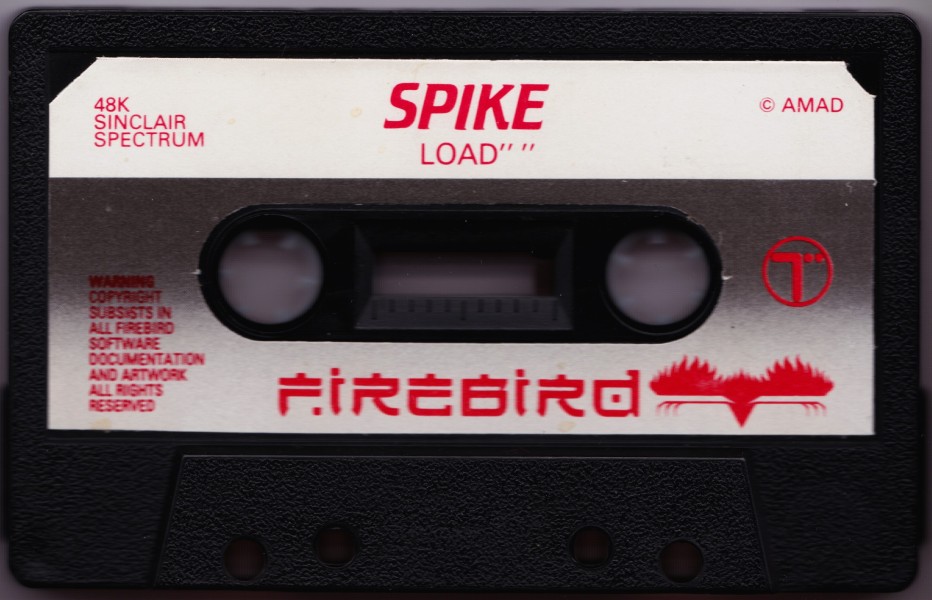 48K
SINCLAIR
SPECTRUM
SPIKE
LOAD" "
© AMAD
WARNING
COPYRIGHT
SUBSISTS IN
ALL FIREBIRD
SOFTWARE
DOCUMENTATION
AND ARTWORK
ALL RIGHTS
RESERVED
FIREBIRD